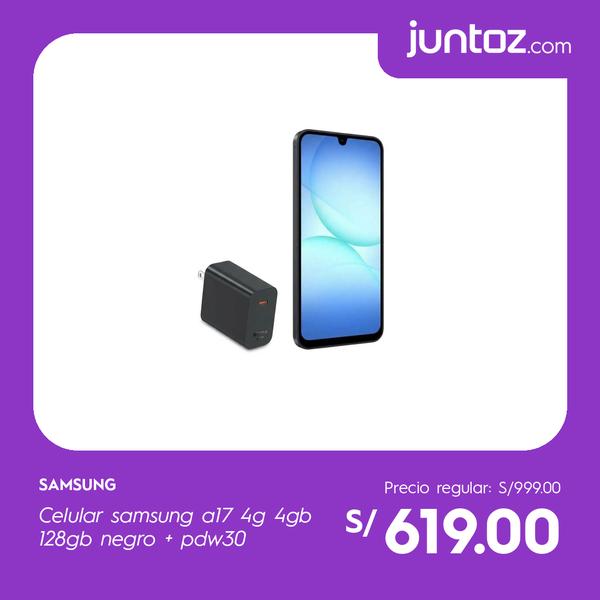 juntoz.com
SAMSUNG
Celular samsung a17 4g 4gb
128gb negro + pdw30
Precio regular: S/999.00
S/ 619.00